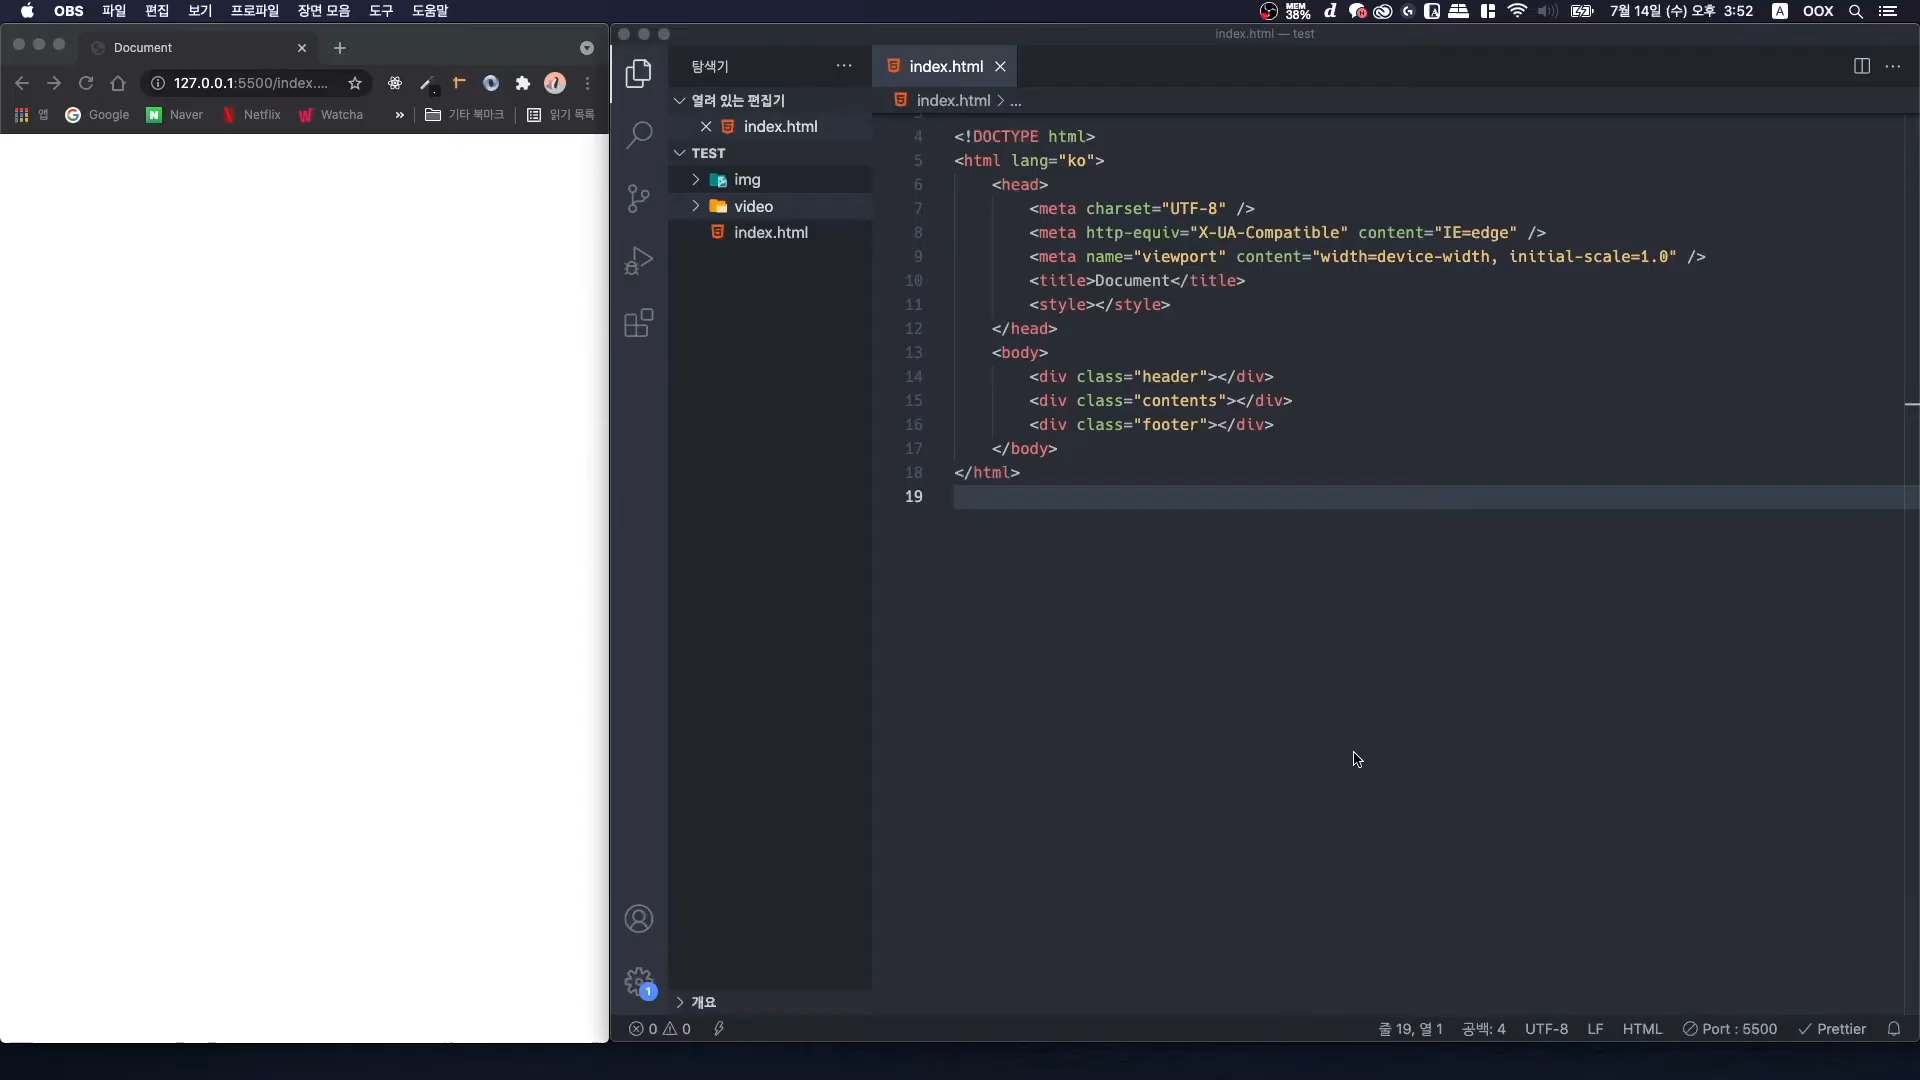 OBS 파일 편집 보기 프로파일 장면 모음 도구 도움말
MEM 38% 7월 14일 (수) 오후 3:52 A OOX
Document
127.0.0.1:5500/index....
앱 Google Naver Netflix Watcha » 기타 북마크 읽기 목록
index.html — test
탐색기
열려 있는 편집기
index.html
TEST
img
video
index.html
개요
index.html
index.html > ...
4 <!DOCTYPE html>
5 <html lang="ko">
6 <head>
7 <meta charset="UTF-8" />
8 <meta http-equiv="X-UA-Compatible" content="IE=edge" />
9 <meta name="viewport" content="width=device-width, initial-scale=1.0" />
10 <title>Document</title>
11 <style></style>
12 </head>
13 <body>
14 <div class="header"></div>
15 <div class="contents"></div>
16 <div class="footer"></div>
17 </body>
18 </html>
19
1
0 0
줄 19, 열 1 공백: 4 UTF-8 LF HTML Port : 5500 Prettier